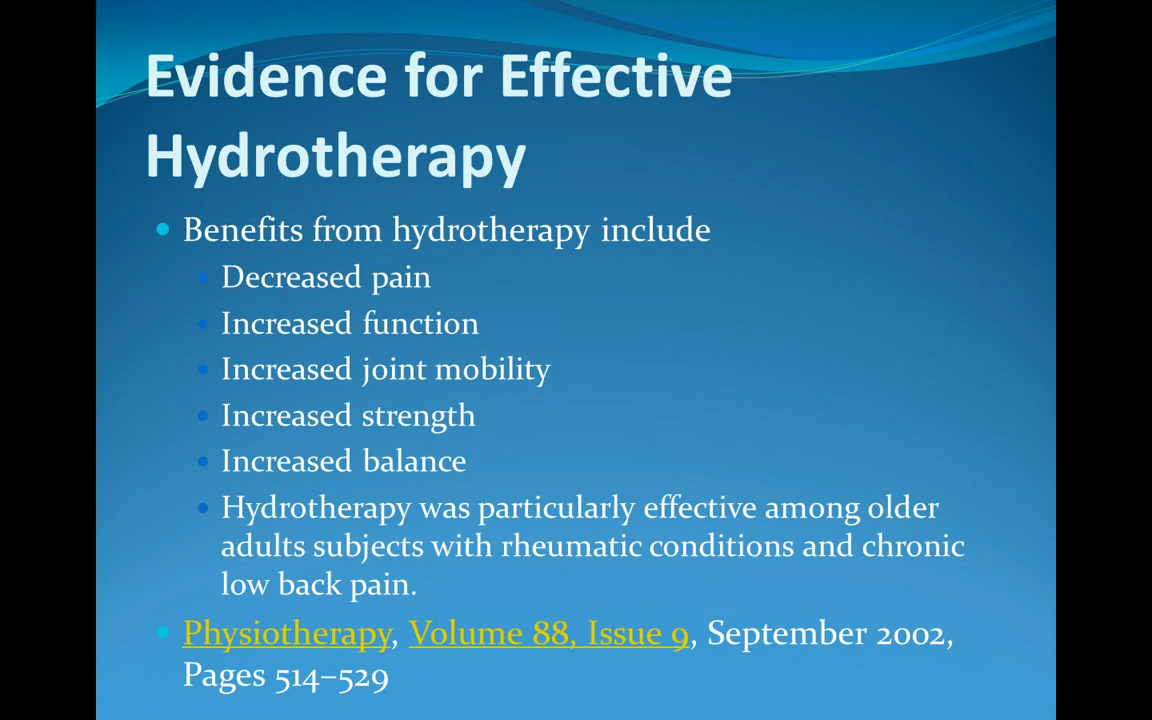 Evidence for Effective
Hydrotherapy
Benefits from hydrotherapy include
Decreased pain
Increased function
Increased joint mobility
Increased strength
Increased balance
Hydrotherapy was particularly effective among older
adults subjects with rheumatic conditions and chronic
low back pain.
Physiotherapy, Volume 88, Issue 9, September 2002,
Pages 514–529